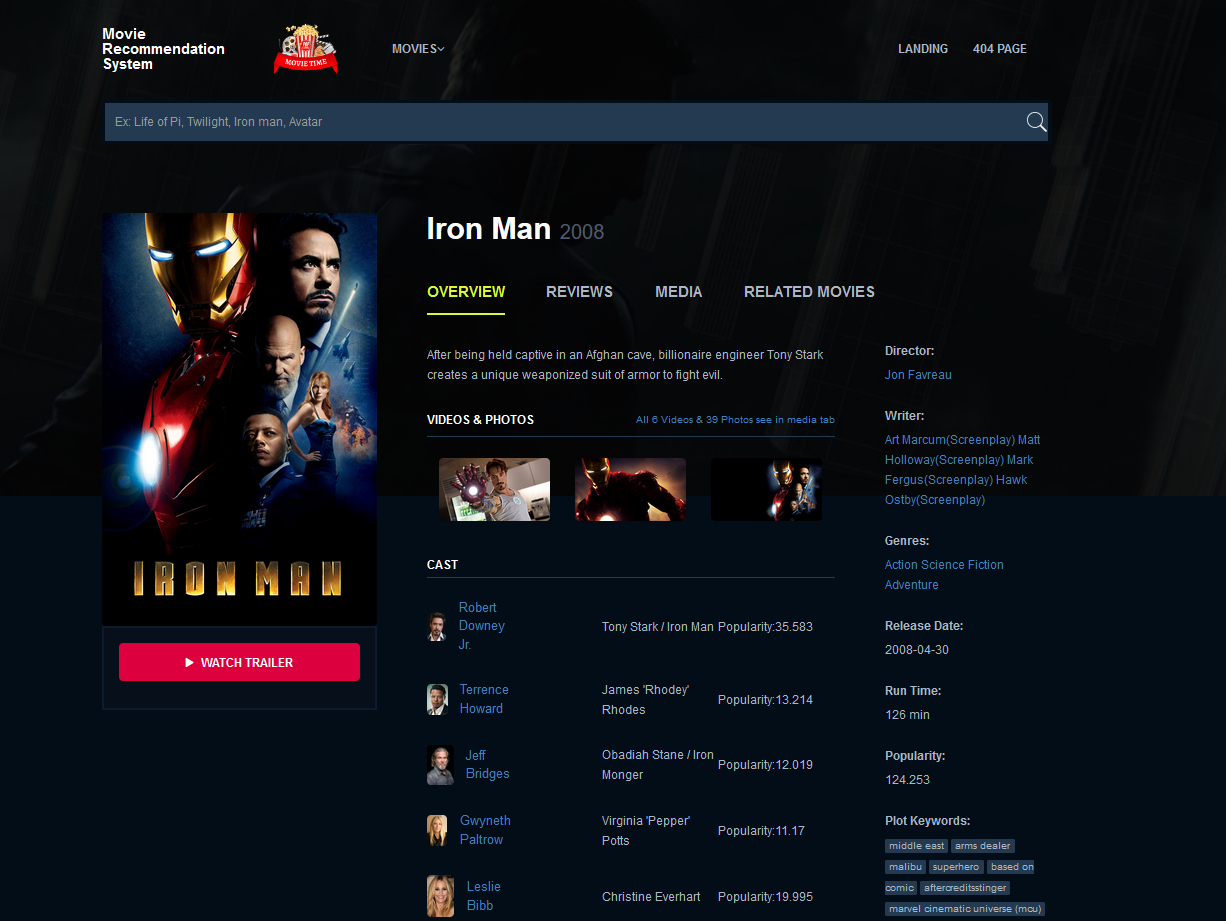 Movie
Recommendation
System
MOVIE TIME
MOVIES
LANDING
404 PAGE
Ex: Life of Pi, Twilight, Iron man, Avatar
Iron Man 2008
OVERVIEW
REVIEWS
MEDIA
RELATED MOVIES
After being held captive in an Afghan cave, billionaire engineer Tony Stark
creates a unique weaponized suit of armor to fight evil.
VIDEOS & PHOTOS
All 6 Videos & 39 Photos see in media tab
IRON MAN
WATCH TRAILER
CAST
Robert
Downey
Jr.
Tony Stark / Iron Man
Popularity:35.583
Terrence
Howard
James 'Rhodey'
Rhodes
Popularity:13.214
Jeff
Bridges
Obadiah Stane / Iron
Monger
Popularity:12.019
Gwyneth
Paltrow
Virginia 'Pepper'
Potts
Popularity:11.17
Leslie
Bibb
Christine Everhart
Popularity:19.995
Director:
Jon Favreau
Writer:
Art Marcum(Screenplay) Matt
Holloway(Screenplay) Mark
Fergus(Screenplay) Hawk
Ostby(Screenplay)
Genres:
Action Science Fiction
Adventure
Release Date:
2008-04-30
Run Time:
126 min
Popularity:
124.253
Plot Keywords:
middle east arms dealer
malibu superhero based on
comic aftercreditsstinger
marvel cinematic universe (mcu)